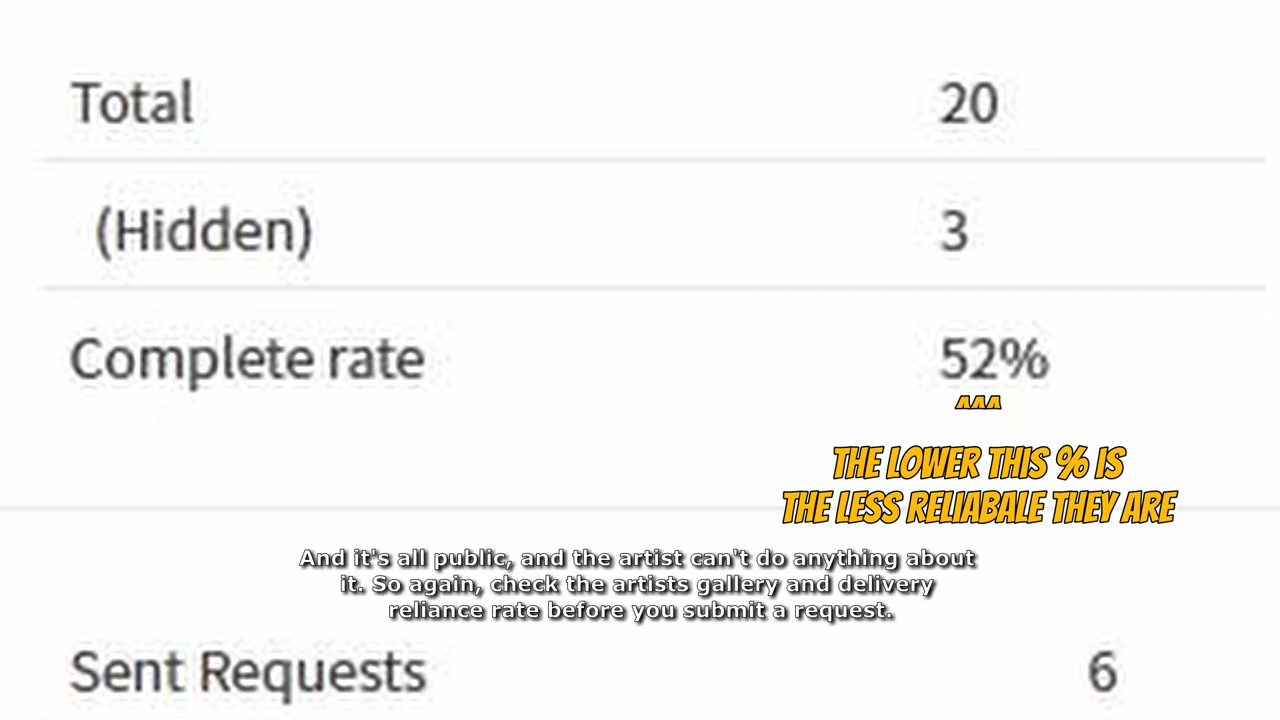 Total 20
(Hidden) 3
Complete rate 52%
^^^
THE LOWER THIS % IS
THE LESS RELIABALE THEY ARE
And it's all public, and the artist can't do anything about
it. So again, check the artists gallery and delivery
reliance rate before you submit a request.
Sent Requests 6